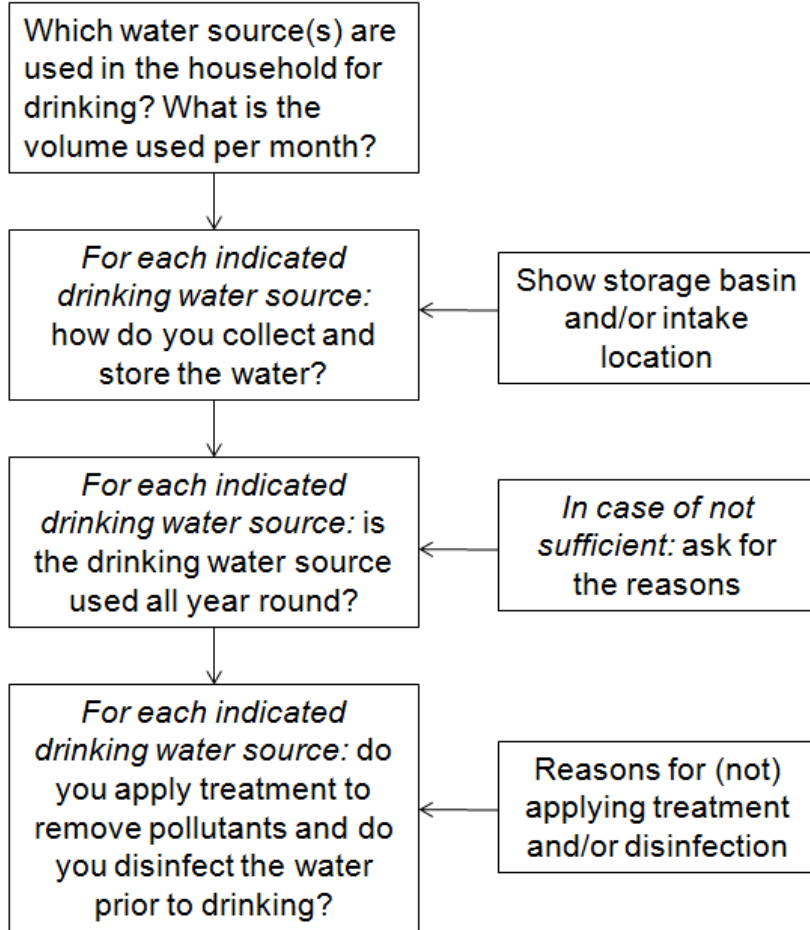 Which water source(s) are
used in the household for
drinking? What is the
volume used per month?
For each indicated
drinking water source:
how do you collect and
store the water?
Show storage basin
and/or intake
location
For each indicated
drinking water source: is
the drinking water source
used all year round?
In case of not
sufficient: ask for
the reasons
For each indicated
drinking water source: do
you apply treatment to
remove pollutants and do
you disinfect the water
prior to drinking?
Reasons for (not)
applying treatment
and/or disinfection